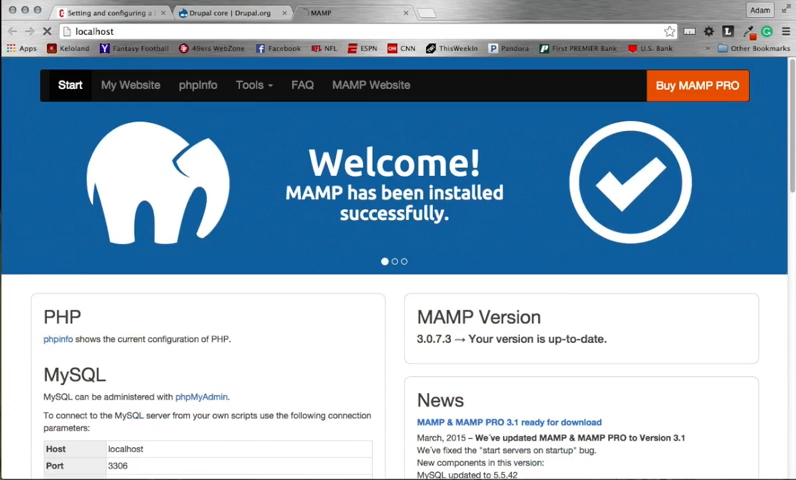 Setting and configuring a
Drupal core | Drupal.org
MAMP
Adam
localhost
Apps
Keloland
Fantasy Football
49ers WebZone
Facebook
NFL
ESPN
CNN
ThisWeekIn
Pandora
First PREMIER Bank
U.S. Bank
»
Other Bookmarks
Start
My Website
phpInfo
Tools
FAQ
MAMP Website
Buy MAMP PRO
Welcome!
MAMP has been installed
successfully.
PHP
phpinfo shows the current configuration of PHP.
MySQL
MySQL can be administered with phpMyAdmin.
To connect to the MySQL server from your own scripts use the following connection
parameters:
Host localhost
Port 3306
MAMP Version
3.0.7.3 → Your version is up-to-date.
News
MAMP & MAMP PRO 3.1 ready for download
March, 2015 – We've updated MAMP & MAMP PRO to Version 3.1
We've fixed the "start servers on startup" bug.
New components in this version:
MySQL updated to 5.5.42